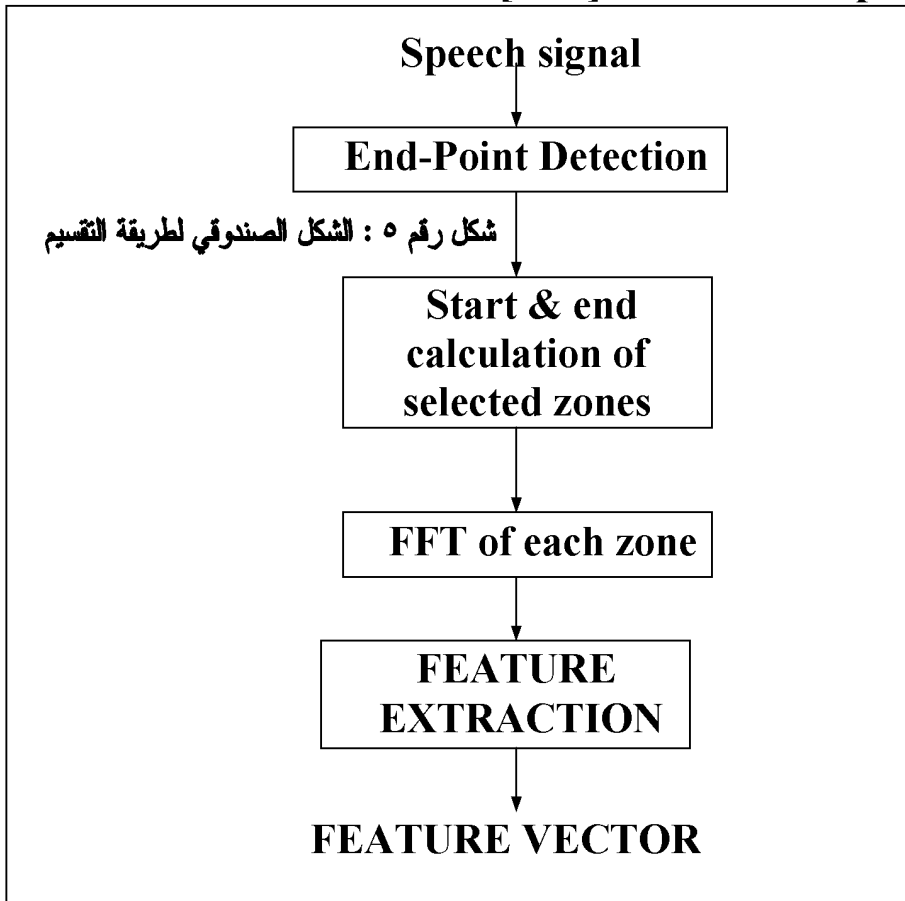 Speech signal
End-Point Detection
شكل رقم ٥ : الشكل الصندوقي لطريقة التقسيم
Start & end
calculation of
selected zones
FFT of each zone
FEATURE
EXTRACTION
FEATURE VECTOR